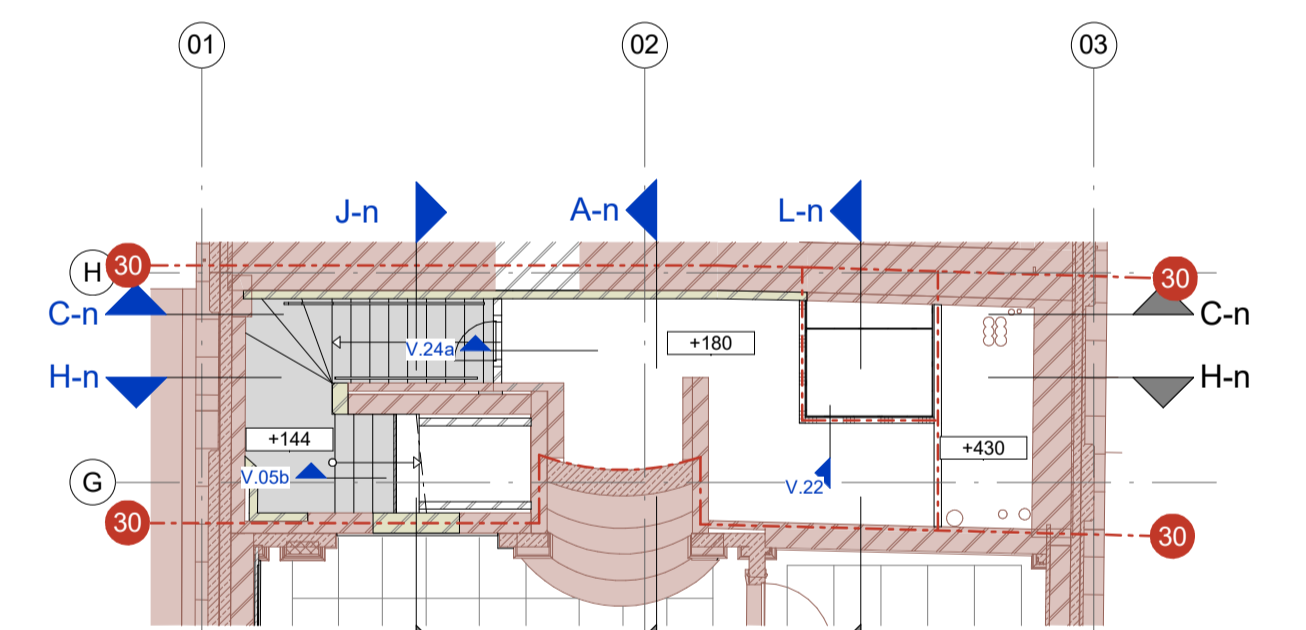 01 02 03
J-n A-n L-n
H 30 30
C-n C-n
V.24a +180
H-n H-n
+144 +430
V.05b V.22
G
30 30